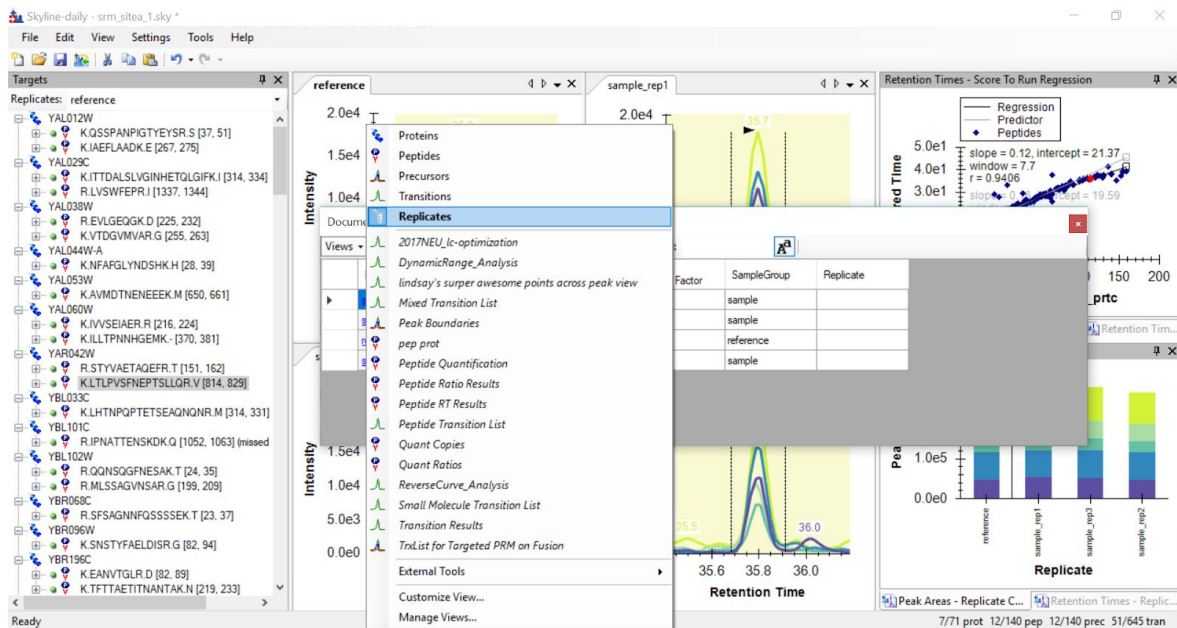 Skyline-daily - srm_sitea_1.sky *
File Edit View Settings Tools Help
Targets
Replicates: reference
YAL012W
K.QSSPANPIGTYEYSR.S [37, 51]
K.IAEFLAADK.E [267, 275]
YAL029C
K.ITTDALSLVGINHETQLGIFK.I [314, 334]
R.LVSWFEPR.I [1337, 1344]
YAL038W
R.EVLGEQGK.D [225, 232]
K.VTDGVMVAR.G [255, 263]
YAL044W-A
K.NFAFGLYNDSHK.H [28, 39]
YAL053W
K.AVMDTNENEEEK.M [650, 661]
YAL060W
K.IVVSEIAER.R [216, 224]
K.ILLTPNNHGEMK.- [370, 381]
YAR042W
R.STYVAETAQEFR.T [151, 162]
K.LTLPVSFNEPTSLLQR.V [814, 829]
YBL033C
K.LHTNPQPTETSEAQNQNR.M [314, 331]
YBL101C
R.IPNATTENSKDK.Q [1052, 1063] (missed
YBL102W
R.QQNSQGFNESAK.T [24, 35]
R.MLSSAGVNSAR.G [199, 209]
YBR068C
R.SFSAGNNFQSSSSEK.T [23, 37]
YBR096W
K.SNSTYFAELDISR.G [82, 94]
YBR196C
K.EANVTGLR.D [82, 89]
K.TFTTAETITNANTAK.N [219, 233]
reference
2.0e4
1.5e4
1.0e4
Intensity
sample_rep1
2.0e4
35.7
Proteins
Peptides
Precursors
Transitions
Replicates
2017NEU_lc-optimization
DynamicRange_Analysis
lindsay's surper awesome points across peak view
Mixed Transition List
Peak Boundaries
pep prot
Peptide Quantification
Peptide Ratio Results
Peptide RT Results
Peptide Transition List
Quant Copies
Quant Ratios
ReverseCurve_Analysis
Small Molecule Transition List
Transition Results
TrxList for Targeted PRM on Fusion
External Tools
Customize View...
Manage Views...
Views
Factor SampleGroup Replicate
sample
sample
reference
sample
1.5e4
1.0e4
5.0e3
0.0e0
Intensity
35.5
36.0
35.6 35.8 36.0
Retention Time
Retention Times - Score To Run Regression
Regression
Predictor
Peptides
5.0e1
4.0e1
3.0e1
slope = 0.12, intercept = 21.37
window = 7.7
r = 0.9406
19.59
150 200
_prtc
Retention Tim...
1.0e5
0.0e0
reference
sample_rep1
sample_rep3
sample_rep2
Replicate
Peak Areas - Replicate C...
Retention Times - Replic...
Ready
7/71 prot 12/140 pep 12/140 prec 51/645 tran